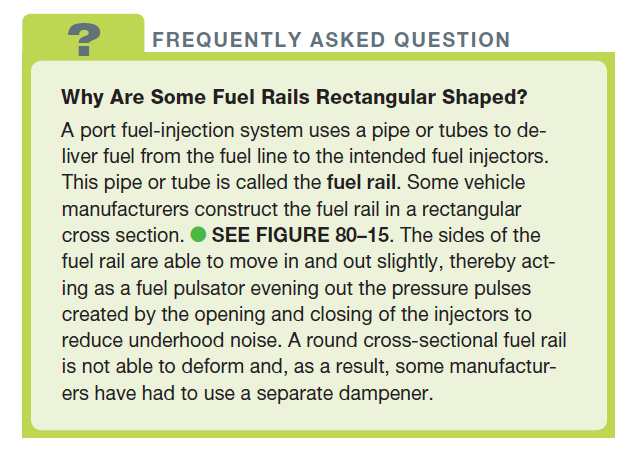 ?
FREQUENTLY ASKED QUESTION
Why Are Some Fuel Rails Rectangular Shaped?
A port fuel-injection system uses a pipe or tubes to de-
liver fuel from the fuel line to the intended fuel injectors.
This pipe or tube is called the fuel rail. Some vehicle
manufacturers construct the fuel rail in a rectangular
cross section. ● SEE FIGURE 80–15. The sides of the
fuel rail are able to move in and out slightly, thereby act-
ing as a fuel pulsator evening out the pressure pulses
created by the opening and closing of the injectors to
reduce underhood noise. A round cross-sectional fuel rail
is not able to deform and, as a result, some manufactur-
ers have had to use a separate dampener.